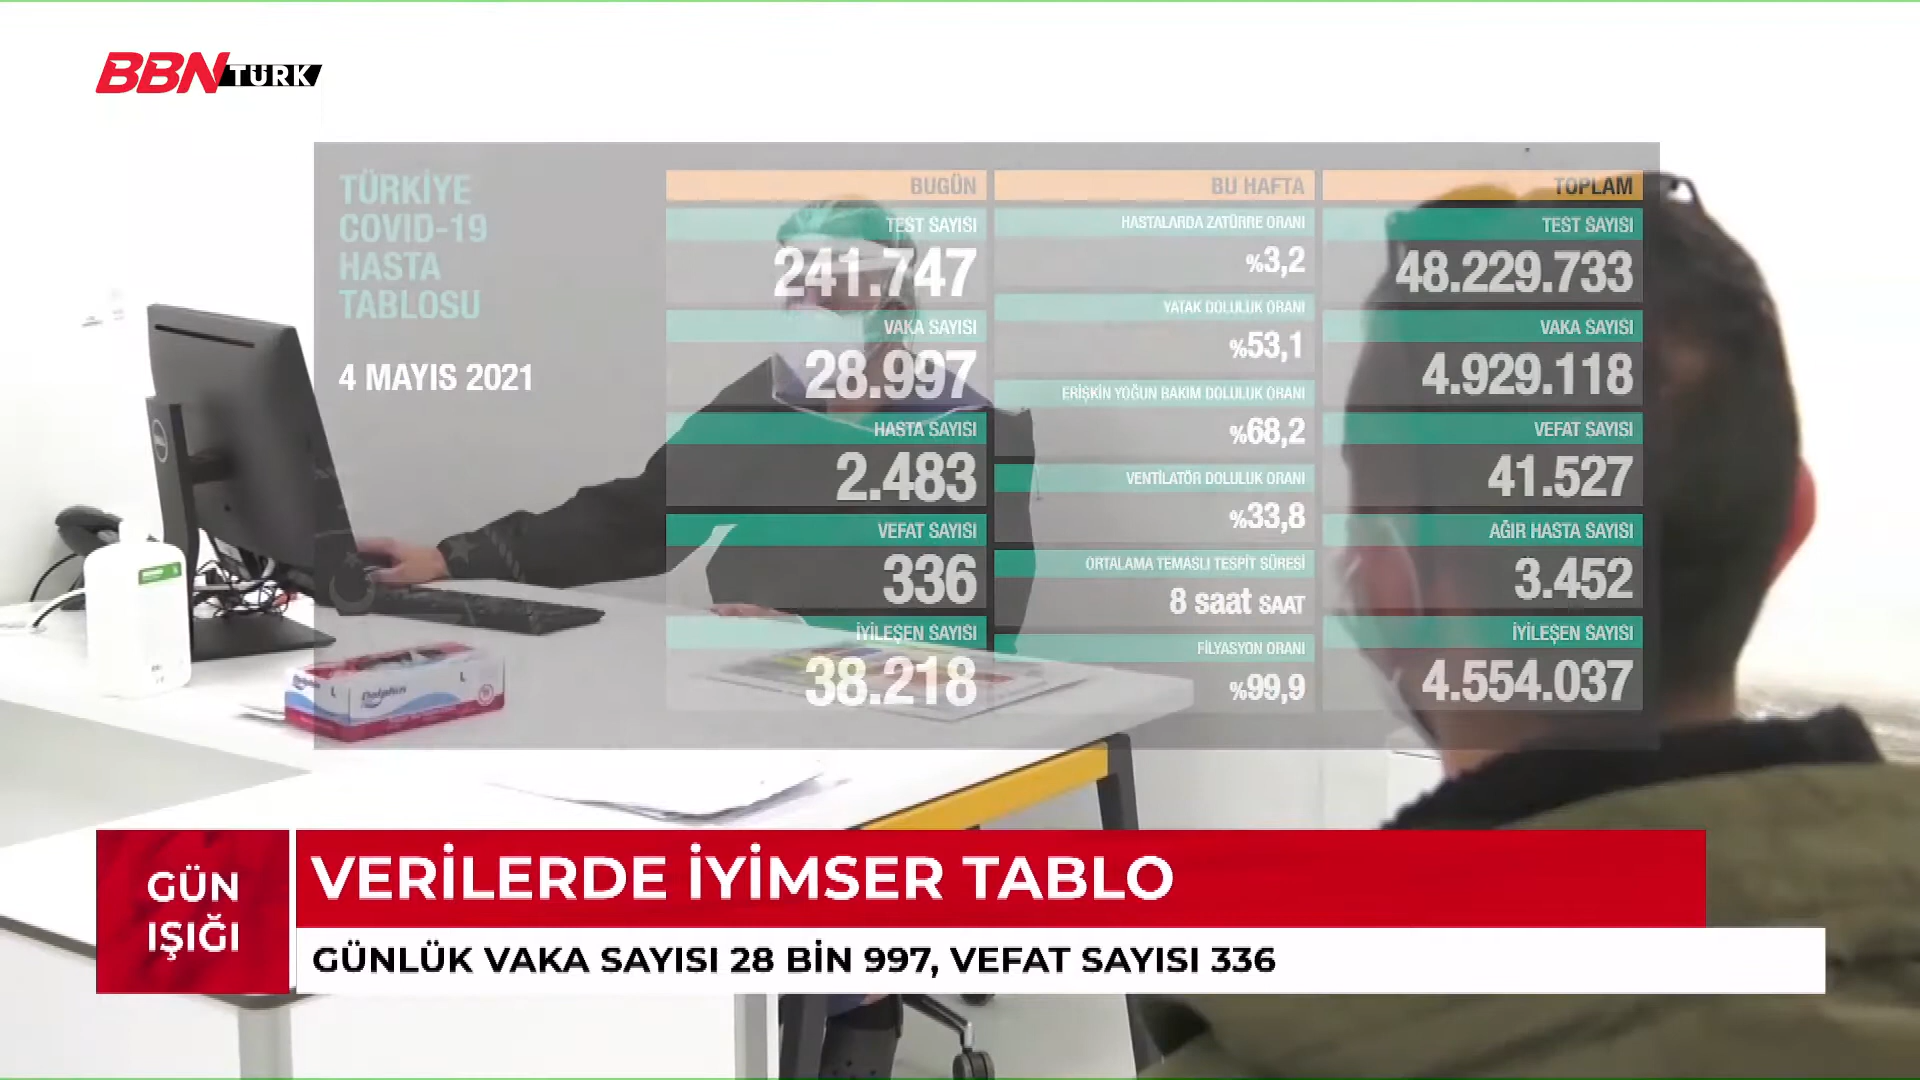 BBN TÜRK
TÜRKİYE
COVID-19
HASTA
TABLOSU
4 MAYIS 2021
BUGÜN
TEST SAYISI
241.747
VAKA SAYISI
28.997
HASTA SAYISI
2.483
VEFAT SAYISI
336
İYİLEŞEN SAYISI
38.218
BU HAFTA
HASTALARDA ZATÜRRE ORANI
%3,2
YATAK DOLULUK ORANI
%53,1
ERİŞKİN YOĞUN BAKIM DOLULUK ORANI
%68,2
VENTİLATÖR DOLULUK ORANI
%33,8
ORTALAMA TEMASLI TESPİT SÜRESİ
8 saat SAAT
FİLYASYON ORANI
%99,9
TOPLAM
TEST SAYISI
48.229.733
VAKA SAYISI
4.929.118
VEFAT SAYISI
41.527
AĞIR HASTA SAYISI
3.452
İYİLEŞEN SAYISI
4.554.037
DELL
Dolphin
L
L
GÜN
IŞIĞI
VERİLERDE İYİMSER TABLO
GÜNLÜK VAKA SAYISI 28 BİN 997, VEFAT SAYISI 336